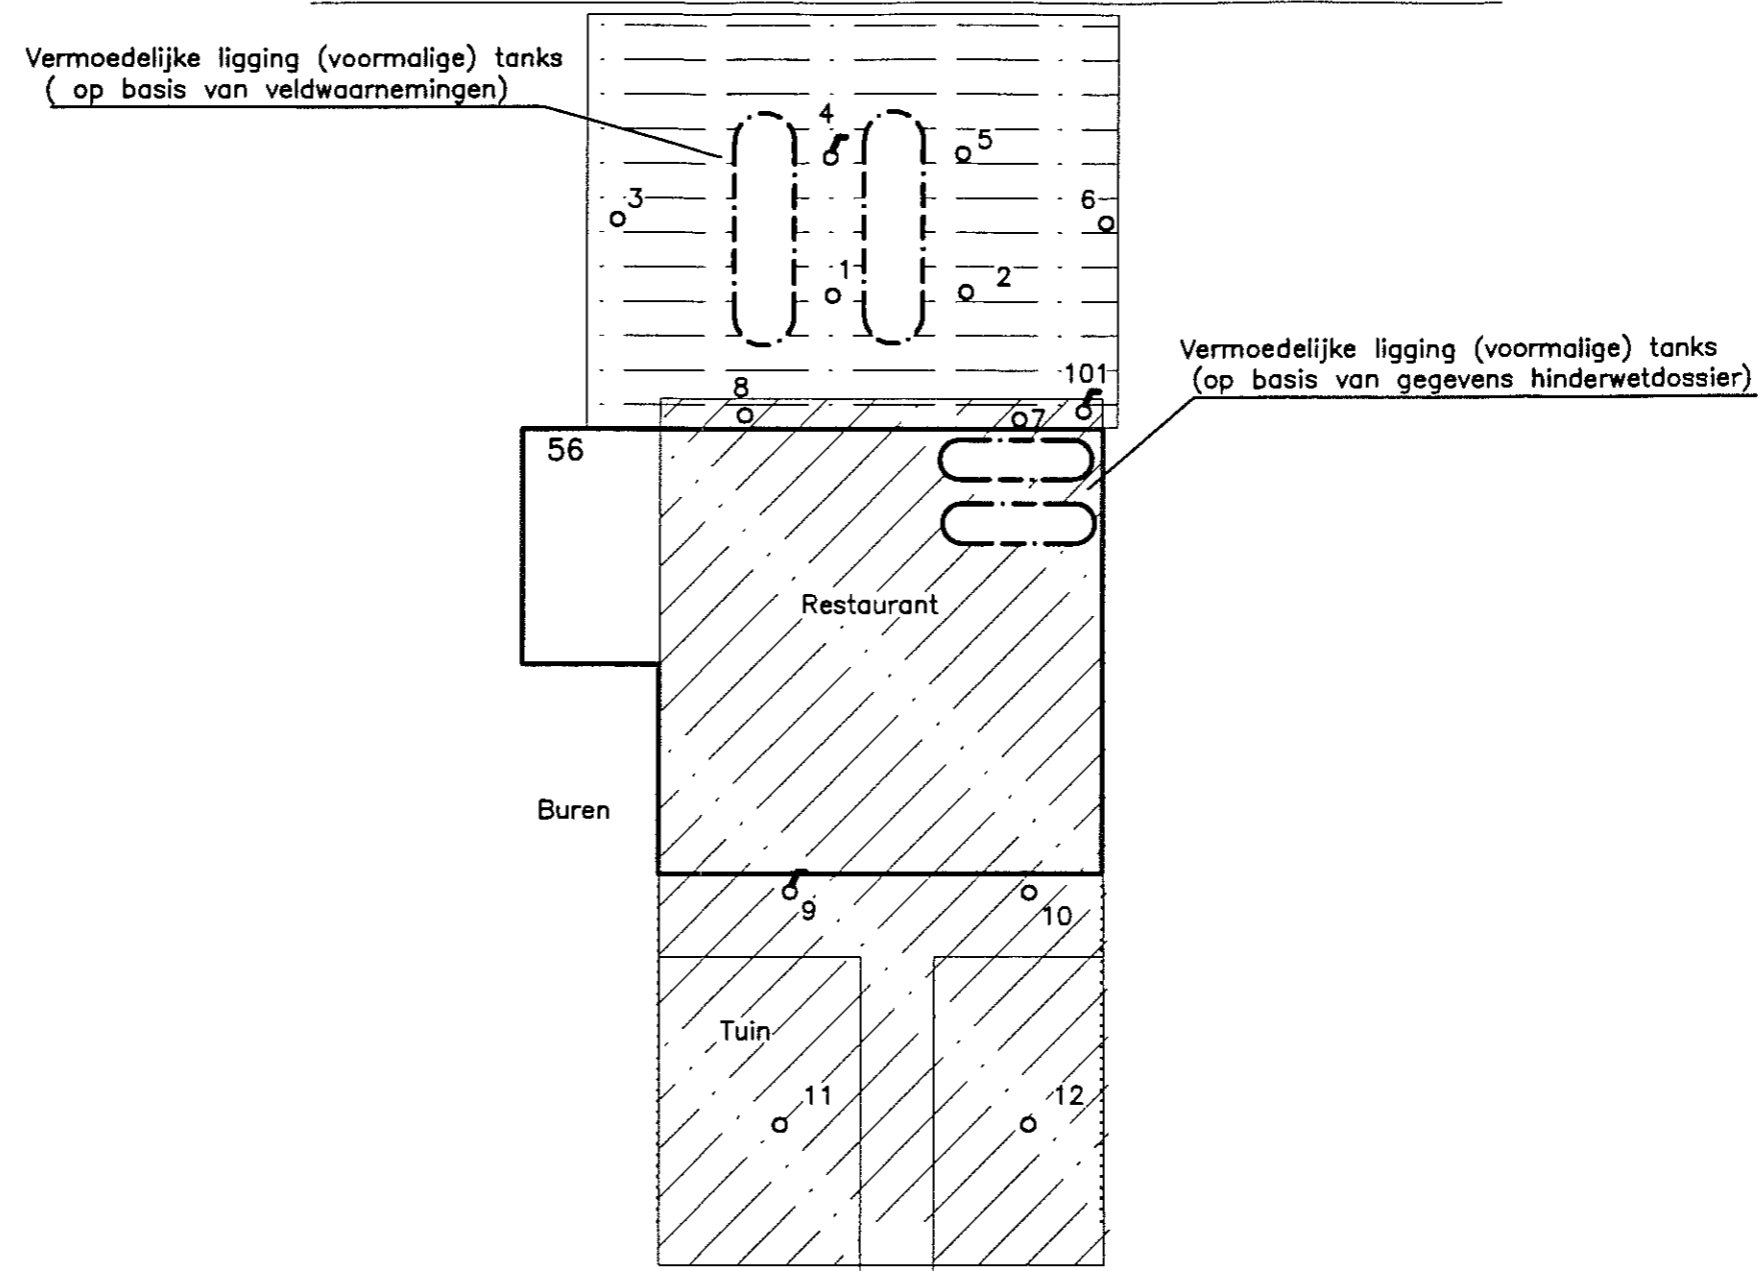 Vermoedelijke ligging (voormalige) tanks
( op basis van veldwaarnemingen)
4
5
3
6
1
2
Vermoedelijke ligging (voormalige) tanks
(op basis van gegevens hinderwetdossier)
101
8
7
56
Restaurant
Buren
9
10
Tuin
11
12